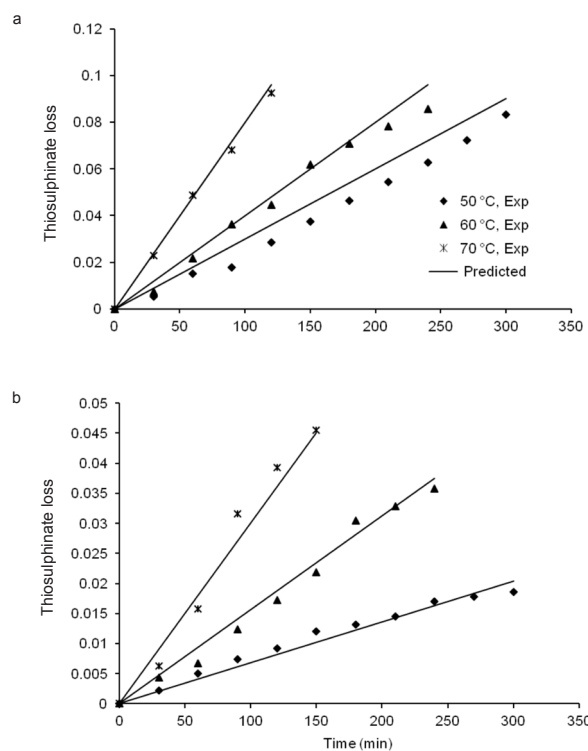 a
Thiosulphinate loss
0.12
0.1
0.08
0.06
0.04
0.02
0
50 °C, Exp
60 °C, Exp
70 °C, Exp
Predicted
0 50 100 150 200 250 300 350
b
Thiosulphinate loss
0.05
0.045
0.04
0.035
0.03
0.025
0.02
0.015
0.01
0.005
0
0 50 100 150 200 250 300 350
Time (min)